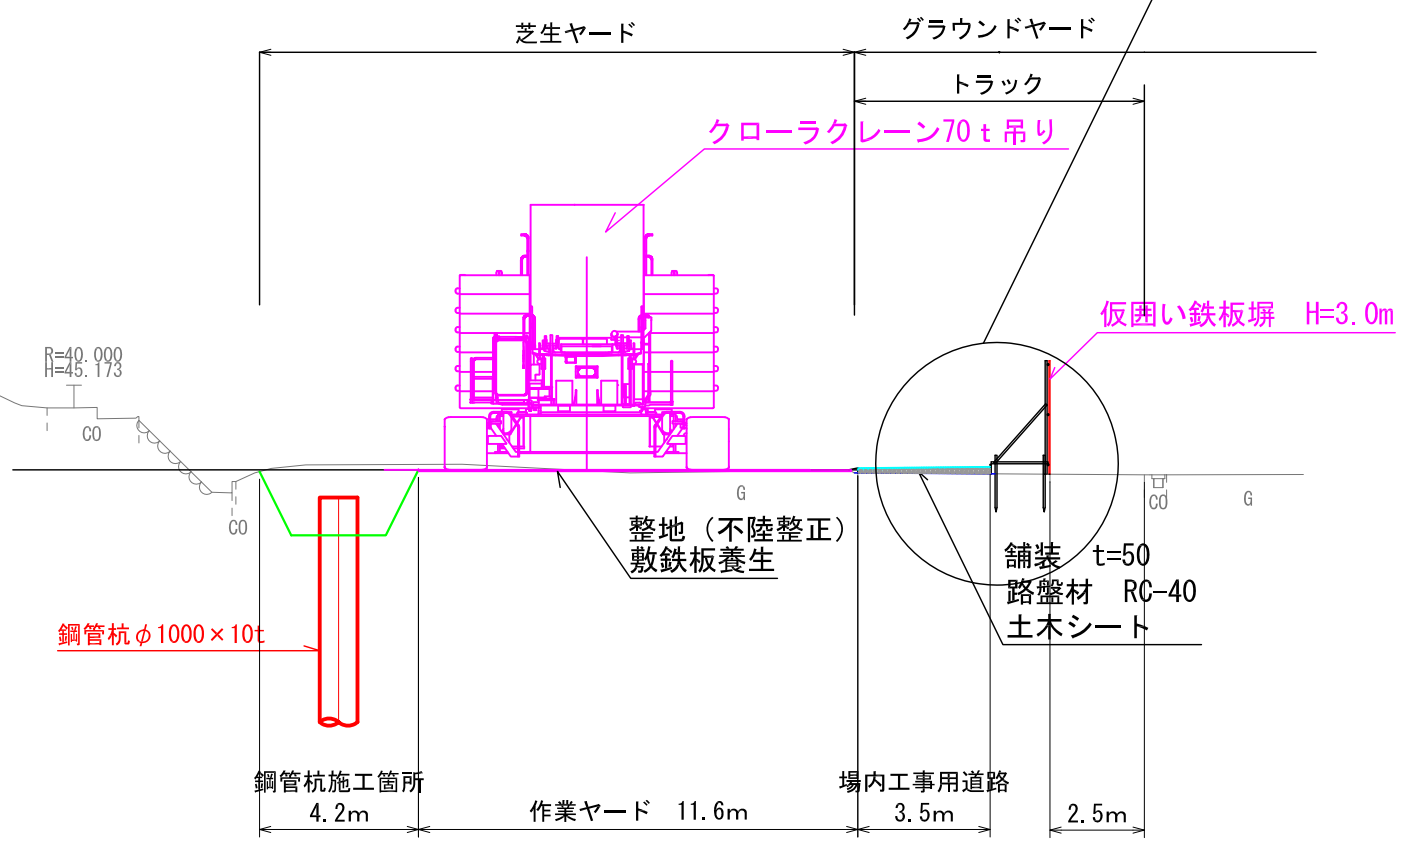 芝生ヤード
グラウンドヤード
トラック
クローラクレーン70ｔ吊り
仮囲い鉄板塀　H=3.0m
R=40.000
H=45.173
CO
CO
G
CO
G
整地（不陸整正）
敷鉄板養生
舗装　t=50
路盤材　RC-40
土木シート
鋼管杭φ1000×10t
鋼管杭施工箇所
4.2m
作業ヤード　11.6m
場内工事用道路
3.5m
2.5m